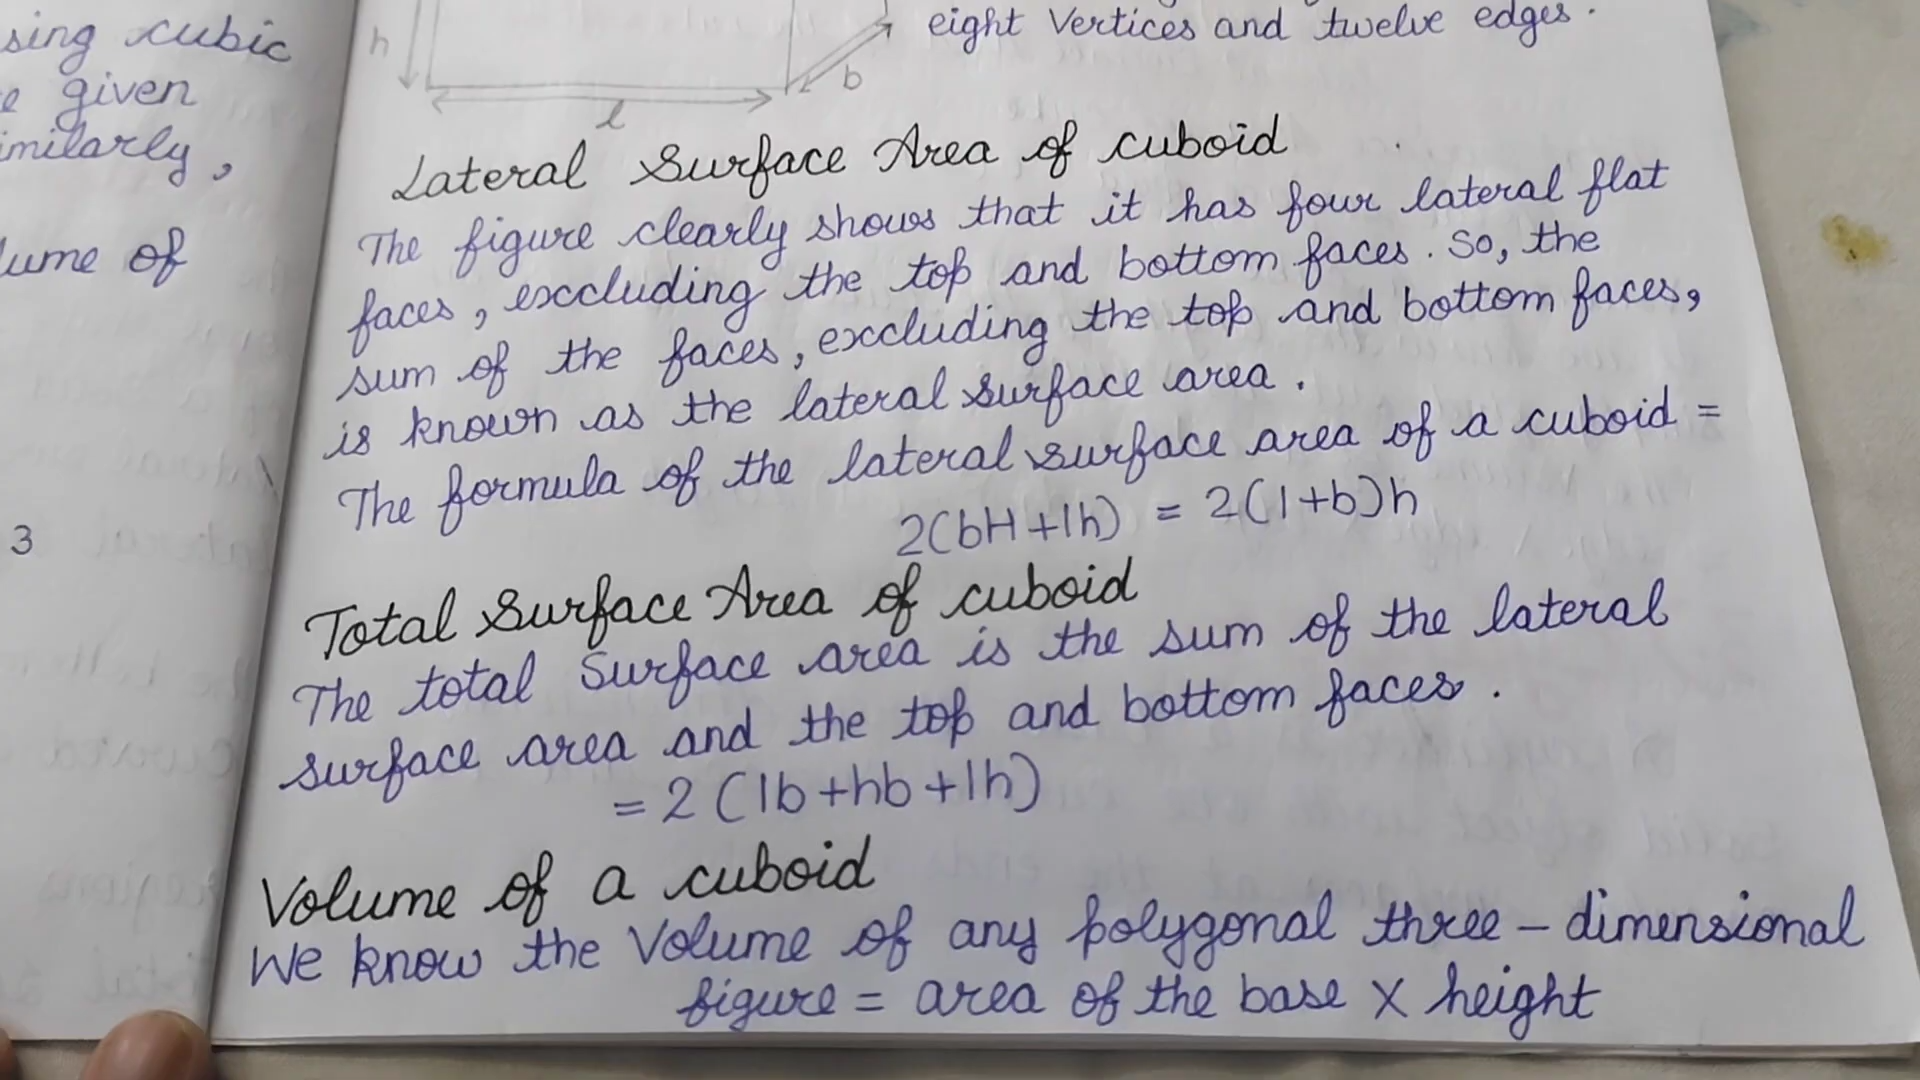 sing cubic
given
imilarly,
lume of
3
h
b
l
eight Vertices and twelve edges.
Lateral Surface Area of cuboid
The figure clearly shows that it has four lateral flat
faces, excluding the top and bottom faces. So, the
sum of the faces, excluding the top and bottom faces,
is known as the lateral surface area.
The formula of the lateral surface area of a cuboid =
2(bH+lh) = 2(l+b)h
Total Surface Area of cuboid
The total Surface area is the sum of the lateral
surface area and the top and bottom faces.
= 2 (lb+hb+lh)
Volume of a cuboid
We know the Volume of any polygonal three-dimensional
figure = area of the base x height